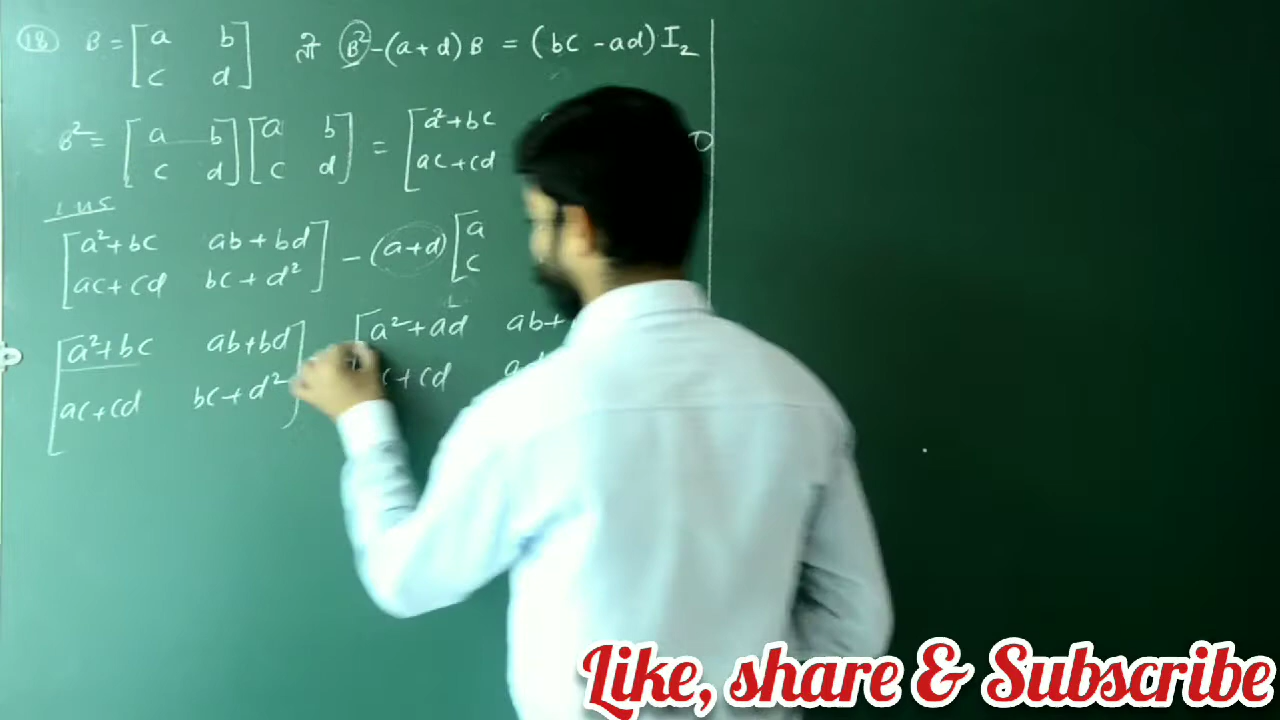 18 B = [ a b तो B² - (a+d) B = (bc - ad) I₂
c d ]
B² = [ a b ] [ a b ] = [ a²+bc
c d c d ac+cd
LHS
[ a²+bc ab+bd ] - (a+d) [ a
ac+cd bc+d² c
[ a²+bc ab+bd ] [ a²+ad ab+
ac+cd bc+d² c+cd
Like, share & Subscribe